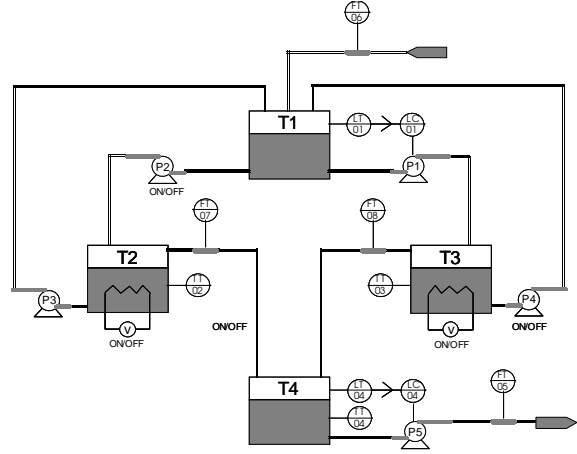 FT
06
T1
LT
01
LC
01
P2
P1
ON/OFF
FT
07
FT
08
T2
T3
TT
02
TT
03
P3
P4
V
V
ON/OFF
ON/OFF
ON/OFF
ON/OFF
T4
LT
04
LC
04
FT
05
TT
04
P5